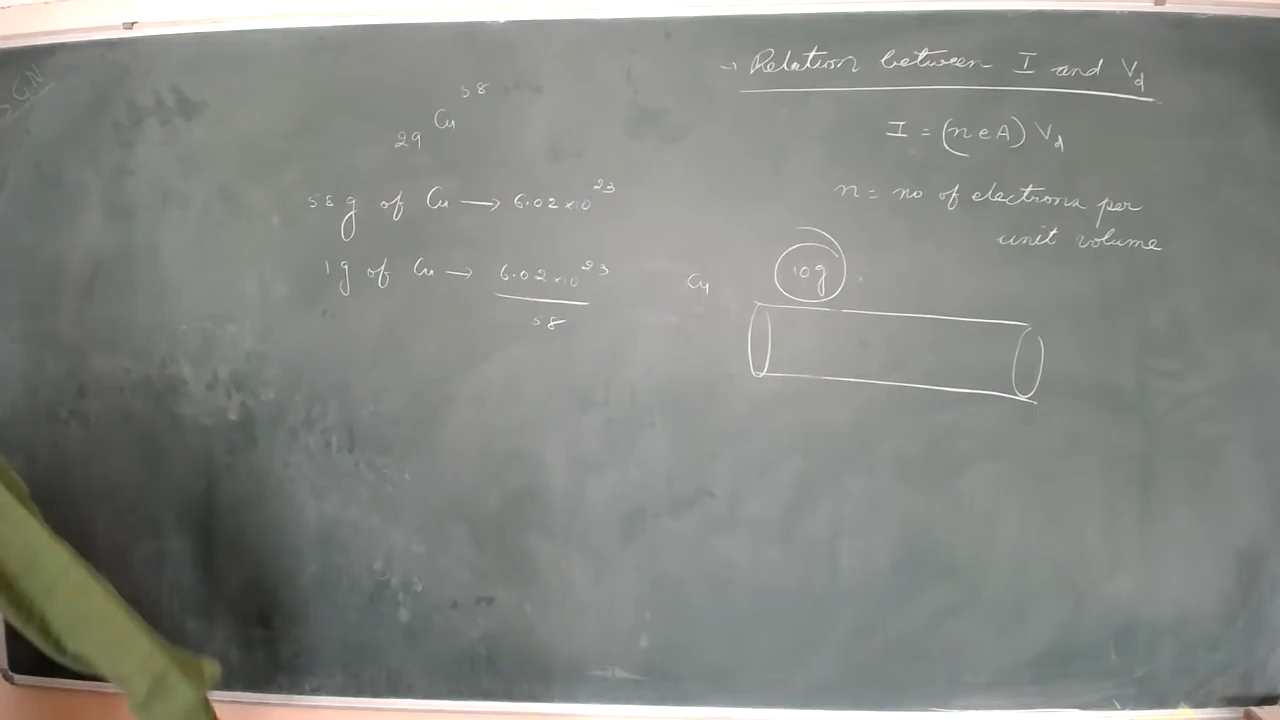 → Relation between I and Vd
I = (neA) Vd
n = no of electrons per
unit volume
29 Cu 58
58 g of Cu → 6.02×10^23
1g of Cu → 6.02×10^23
58
Cu
10g